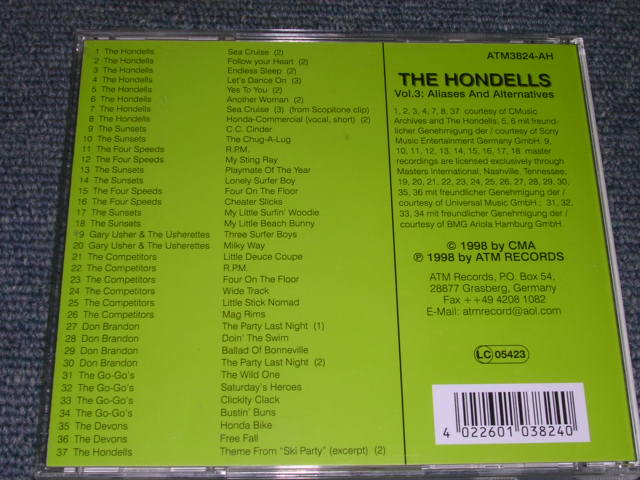 1 The Hondells Sea Cruise (2)
2 The Hondells Follow your Heart (2)
3 The Hondells Endless Sleep (2)
4 The Hondells Let's Dance On (3)
5 The Hondells Yes To You (2)
6 The Hondells Another Woman (2)
7 The Hondells Sea Cruise (3) (from Scopitone clip)
8 The Hondells Honda-Commercial (vocal, short) (2)
9 The Sunsets C.C. Cinder
10 The Sunsets The Chug-A-Lug
11 The Four Speeds R.P.M.
12 The Four Speeds My Sting Ray
13 The Sunsets Playmate Of The Year
14 The Sunsets Lonely Surfer Boy
15 The Four Speeds Four On The Floor
16 The Four Speeds Cheater Slicks
17 The Sunsets My Little Surfin' Woodie
18 The Sunsets My Little Beach Bunny
19 Gary Usher & The Usherettes Three Surfer Boys
20 Gary Usher & The Usherettes Milky Way
21 The Competitors Little Deuce Coupe
22 The Competitors R.P.M.
23 The Competitors Four On The Floor
24 The Competitors Wide Track
25 The Competitors Little Stick Nomad
26 The Competitors Mag Rims
27 Don Brandon The Party Last Night (1)
28 Don Brandon Doin' The Swim
29 Don Brandon Ballad Of Bonneville
30 Don Brandon The Party Last Night (2)
31 The Go-Go's The Wild One
32 The Go-Go's Saturday's Heroes
33 The Go-Go's Clickity Clack
34 The Go-Go's Bustin' Buns
35 The Devons Honda Bike
36 The Devons Free Fall
37 The Hondells Theme From "Ski Party" (excerpt) (2)
ATM3824-AH
THE HONDELLS
Vol.3: Aliases And Alternatives
1, 2, 3, 4, 7, 8, 37 courtesy of CMusic
Archives and The Hondells; 5, 6 mit freund-
licher Genehmigung der / courtesy of Sony
Music Entertainment Germany GmbH. 9,
10, 11, 12, 13, 14, 15, 16, 17, 18 master
recordings are licensed exclusively through
Masters International, Nashville, Tennessee;
19, 20, 21, 22, 23, 24, 25, 26, 27, 28, 29, 30,
35, 36 mit freundlicher Genehmigung der /
courtesy of Universal Music GmbH.; 31, 32,
33, 34 mit freundlicher Genehmigung der /
courtesy of BMG Ariola Hamburg GmbH.
© 1998 by CMA
℗ 1998 by ATM RECORDS
ATM Records, P.O. Box 54,
28877 Grasberg, Germany
Fax ++49 4208 1082
E-Mail: atmrecord@aol.com
LC 05423
4 022601 038240